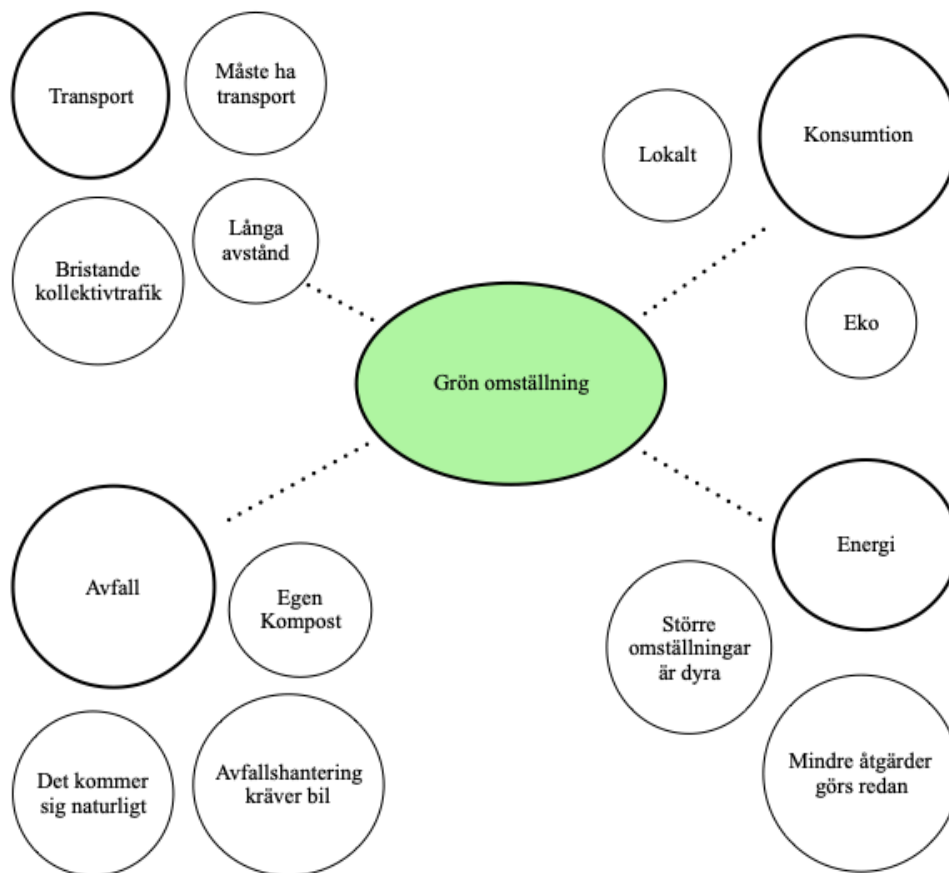 Transport
Måste ha
transport
Långa
avstånd
Bristande
kollektivtrafik
Lokalt
Konsumtion
Eko
Grön omställning
Avfall
Egen
Kompost
Det kommer
sig naturligt
Avfallshantering
kräver bil
Energi
Större
omställningar
är dyra
Mindre åtgärder
görs redan